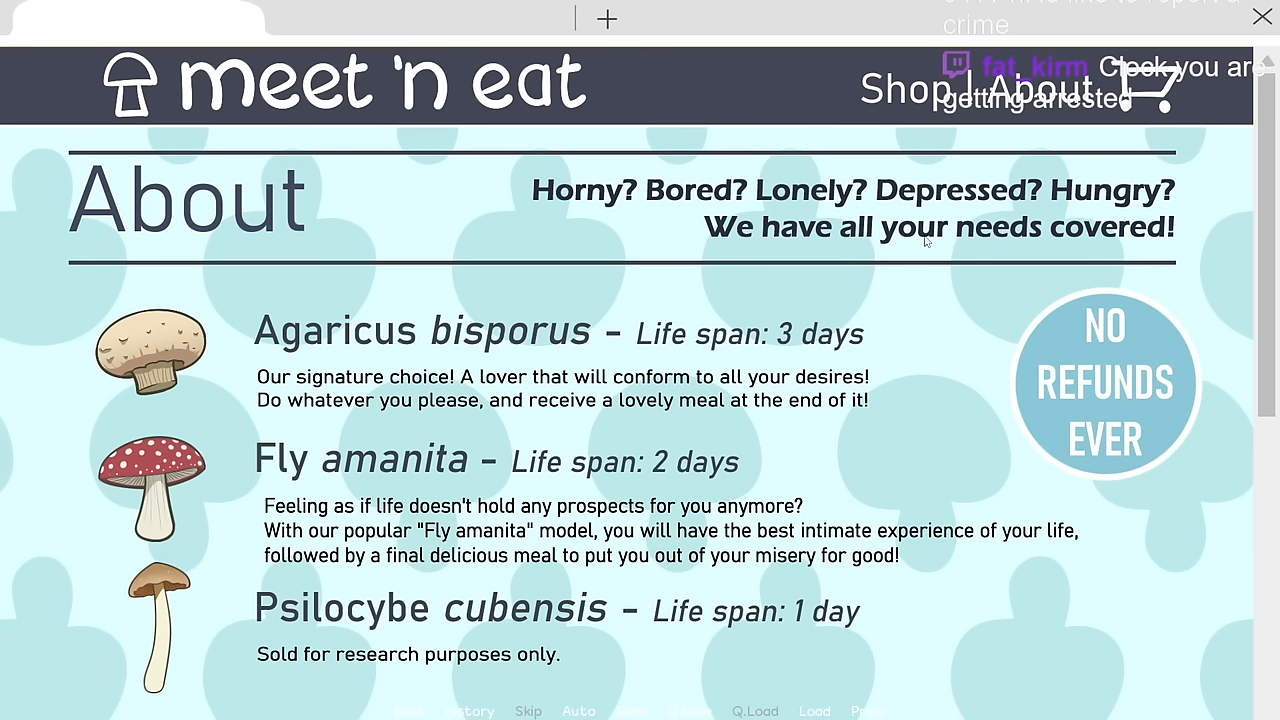 crime
fat_kirm Clock you are
getting arrested
meet 'n eat
Shop | About
About
Horny? Bored? Lonely? Depressed? Hungry?
We have all your needs covered!
Agaricus bisporus - Life span: 3 days
Our signature choice! A lover that will conform to all your desires!
Do whatever you please, and receive a lovely meal at the end of it!
NO
REFUNDS
EVER
Fly amanita - Life span: 2 days
Feeling as if life doesn't hold any prospects for you anymore?
With our popular "Fly amanita" model, you will have the best intimate experience of your life,
followed by a final delicious meal to put you out of your misery for good!
Psilocybe cubensis - Life span: 1 day
Sold for research purposes only.
History Skip Auto Q.Load Load